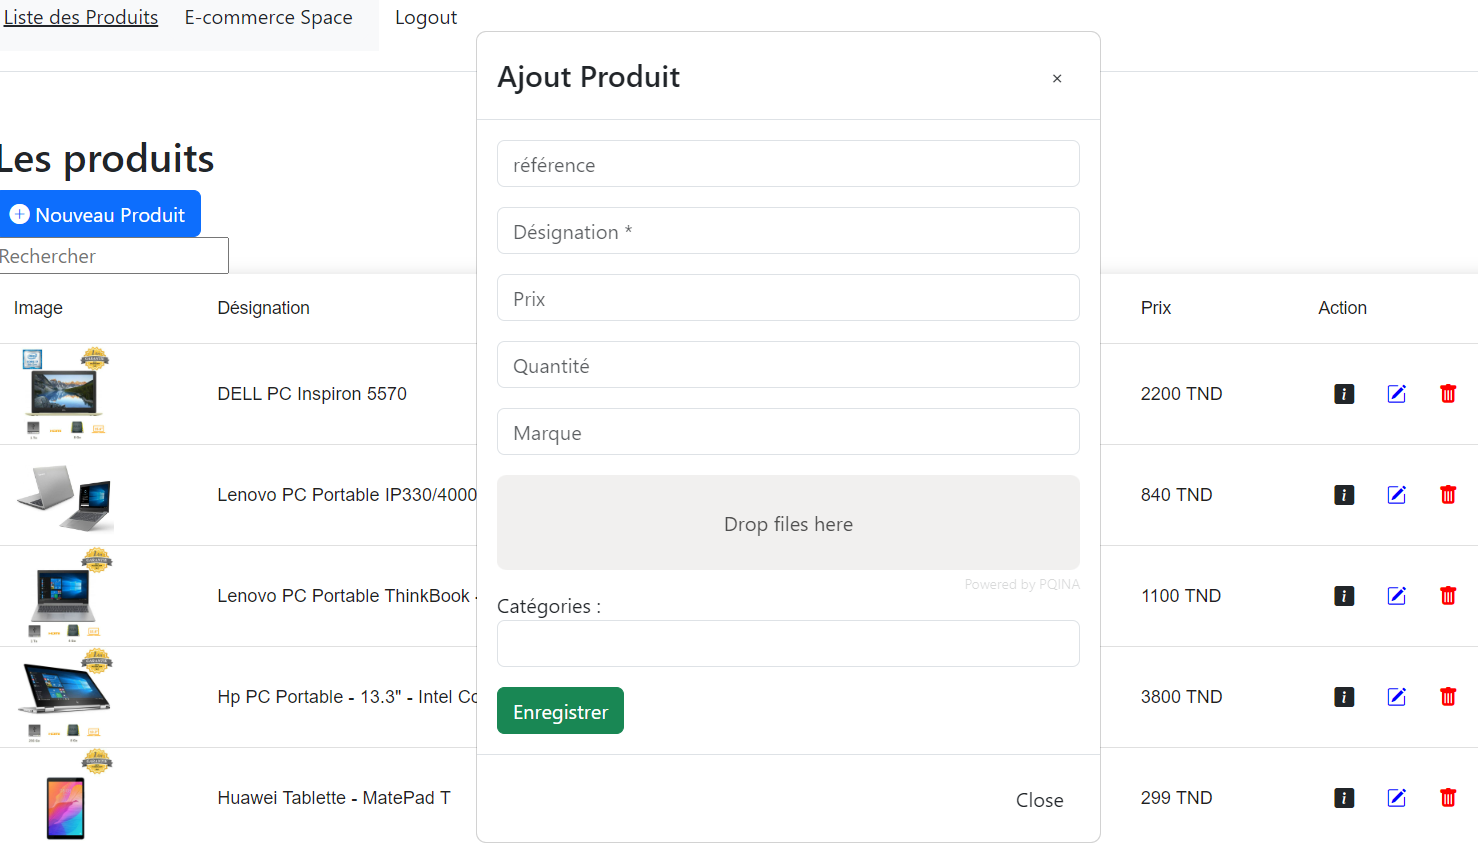 Liste des Produits E-commerce Space Logout
Ajout Produit ×
Les produits
Nouveau Produit
Rechercher
référence
Désignation *
Prix
Quantité
Marque
Drop files here
Powered by PQINA
Catégories :
Enregistrer
Close
Image Désignation Prix Action
DELL PC Inspiron 5570 2200 TND
Lenovo PC Portable IP330/4000 840 TND
Lenovo PC Portable ThinkBook 1100 TND
Hp PC Portable - 13.3" - Intel Co 3800 TND
Huawei Tablette - MatePad T 299 TND